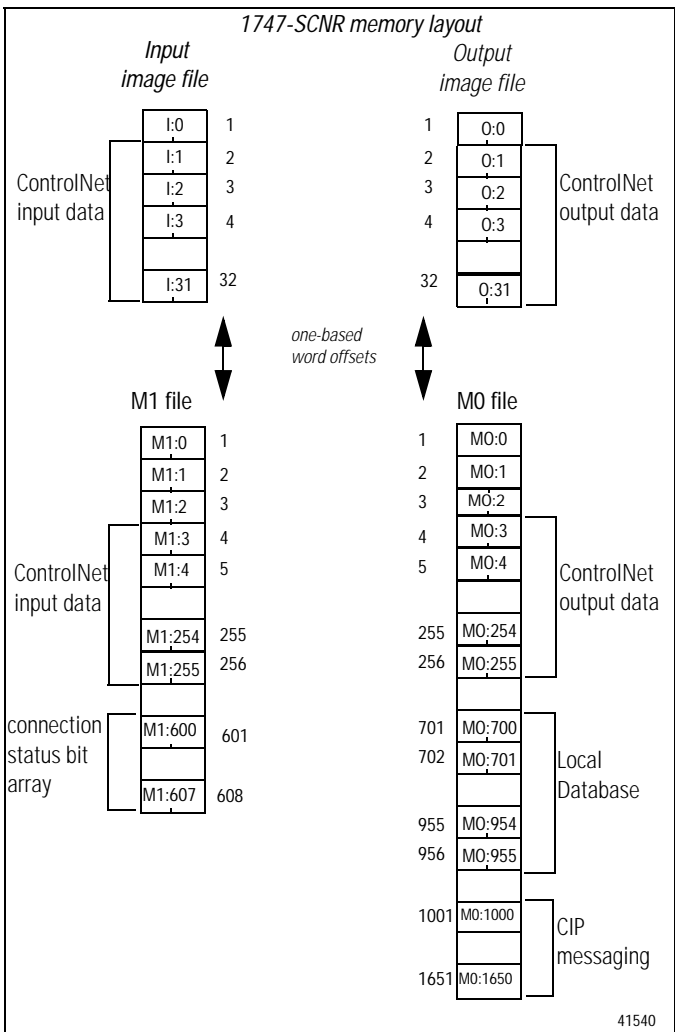 1747-SCNR memory layout
Input
image file
Output
image file
I:0 1
I:1 2
I:2 3
I:3 4
I:31 32
ControlNet
input data
1 O:0
2 O:1
3 O:2
4 O:3
32 O:31
ControlNet
output data
one-based
word offsets
M1 file
M1:0 1
M1:1 2
M1:2 3
M1:3 4
M1:4 5
M1:254 255
M1:255 256
ControlNet
input data
M1:600 601
M1:607 608
connection
status bit
array
M0 file
1 M0:0
2 M0:1
3 M0:2
4 M0:3
5 M0:4
255 M0:254
256 M0:255
ControlNet
output data
701 M0:700
702 M0:701
955 M0:954
956 M0:955
Local
Database
1001 M0:1000
1651 M0:1650
CIP
messaging
41540